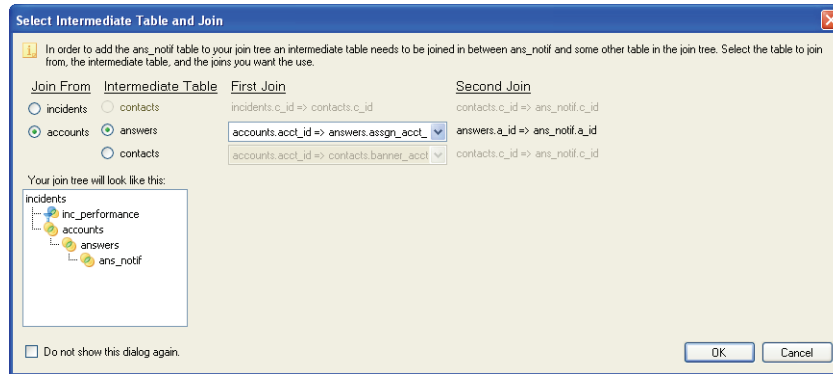 Select Intermediate Table and Join
In order to add the ans_notif table to your join tree an intermediate table needs to be joined in between ans_notif and some other table in the join tree. Select the table to join
from, the intermediate table, and the joins you want the use.
Join From Intermediate Table First Join Second Join
incidents contacts incidents.c_id => contacts.c_id contacts.c_id => ans_notif.c_id
accounts answers accounts.acct_id => answers.assgn_acct_ answers.a_id => ans_notif.a_id
contacts accounts.acct_id => contacts.banner_acct contacts.c_id => ans_notif.c_id
Your join tree will look like this:
incidents
inc_performance
accounts
answers
ans_notif
Do not show this dialog again.
OK Cancel